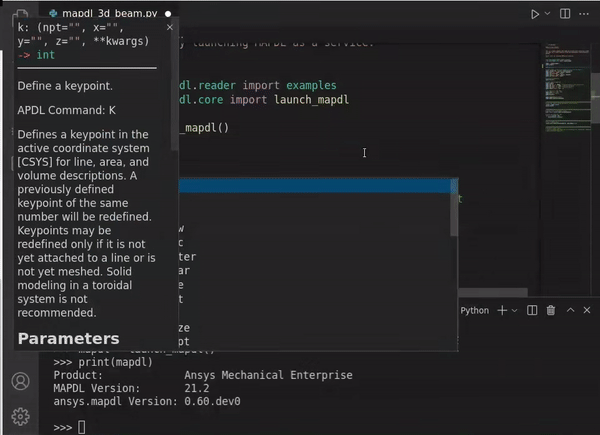 mapdl_3d_beam.py
k: (npt="", x="",
y="", z="", **kwargs)
-> int
Define a keypoint.
APDL Command: K
Defines a keypoint in the
active coordinate system
[CSYS] for line, area, and
volume descriptions. A
previously defined
keypoint of the same
number will be redefined.
Keypoints may be
redefined only if it is not
yet attached to a line or is
not yet meshed. Solid
modeling in a toroidal
system is not
recommended.
Parameters
y launching MAPDL as a service.
dl.reader import examples
dl.core import launch_mapdl
_mapdl()
w
c
ter
ar
e
t
ze
pt
t
Python
>>> print(mapdl)
Product: Ansys Mechanical Enterprise
MAPDL Version: 21.2
ansys.mapdl Version: 0.60.dev0
>>>